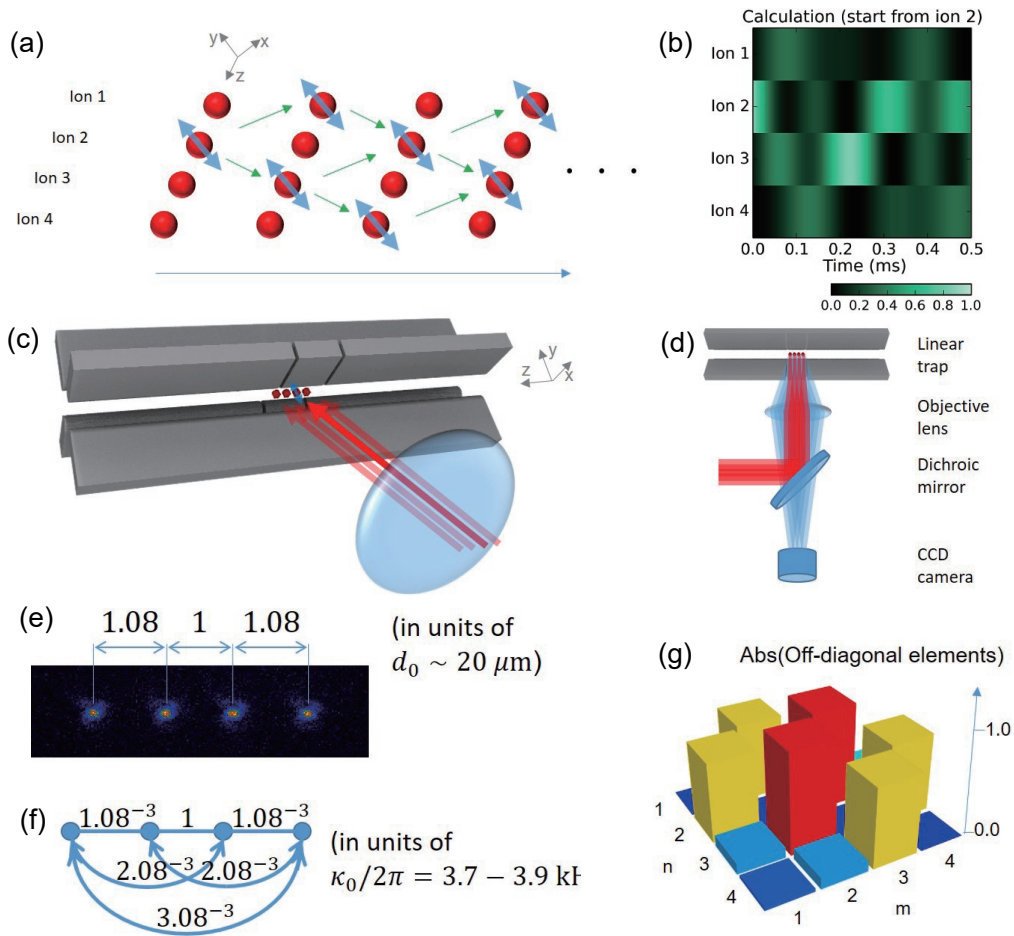 (a)
y
x
z
Ion 1
Ion 2
Ion 3
Ion 4
. . .
(b)
Calculation (start from ion 2)
Ion 1
Ion 2
Ion 3
Ion 4
0.0 0.1 0.2 0.3 0.4 0.5
Time (ms)
0.0 0.2 0.4 0.6 0.8 1.0
(c)
z
y
x
(d)
Linear
trap
Objective
lens
Dichroic
mirror
CCD
camera
(e)
1.08 1 1.08
(in units of
d₀ ~ 20 μm)
(f)
1.08⁻³ 1 1.08⁻³
2.08⁻³ 2.08⁻³
3.08⁻³
(in units of
κ₀/2π = 3.7 − 3.9 kH
(g)
Abs(Off-diagonal elements)
1.0
0.0
1
2
n 3
4
1
2
3 m
4